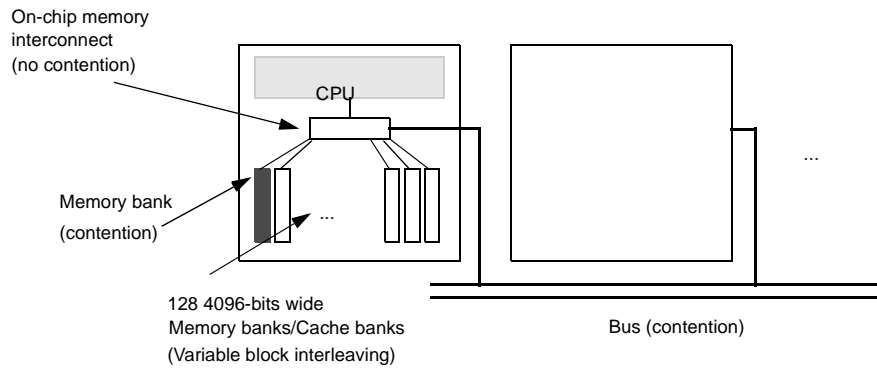 On-chip memory
interconnect
(no contention)
CPU
...
Memory bank
(contention)
...
128 4096-bits wide
Memory banks/Cache banks
(Variable block interleaving)
Bus (contention)